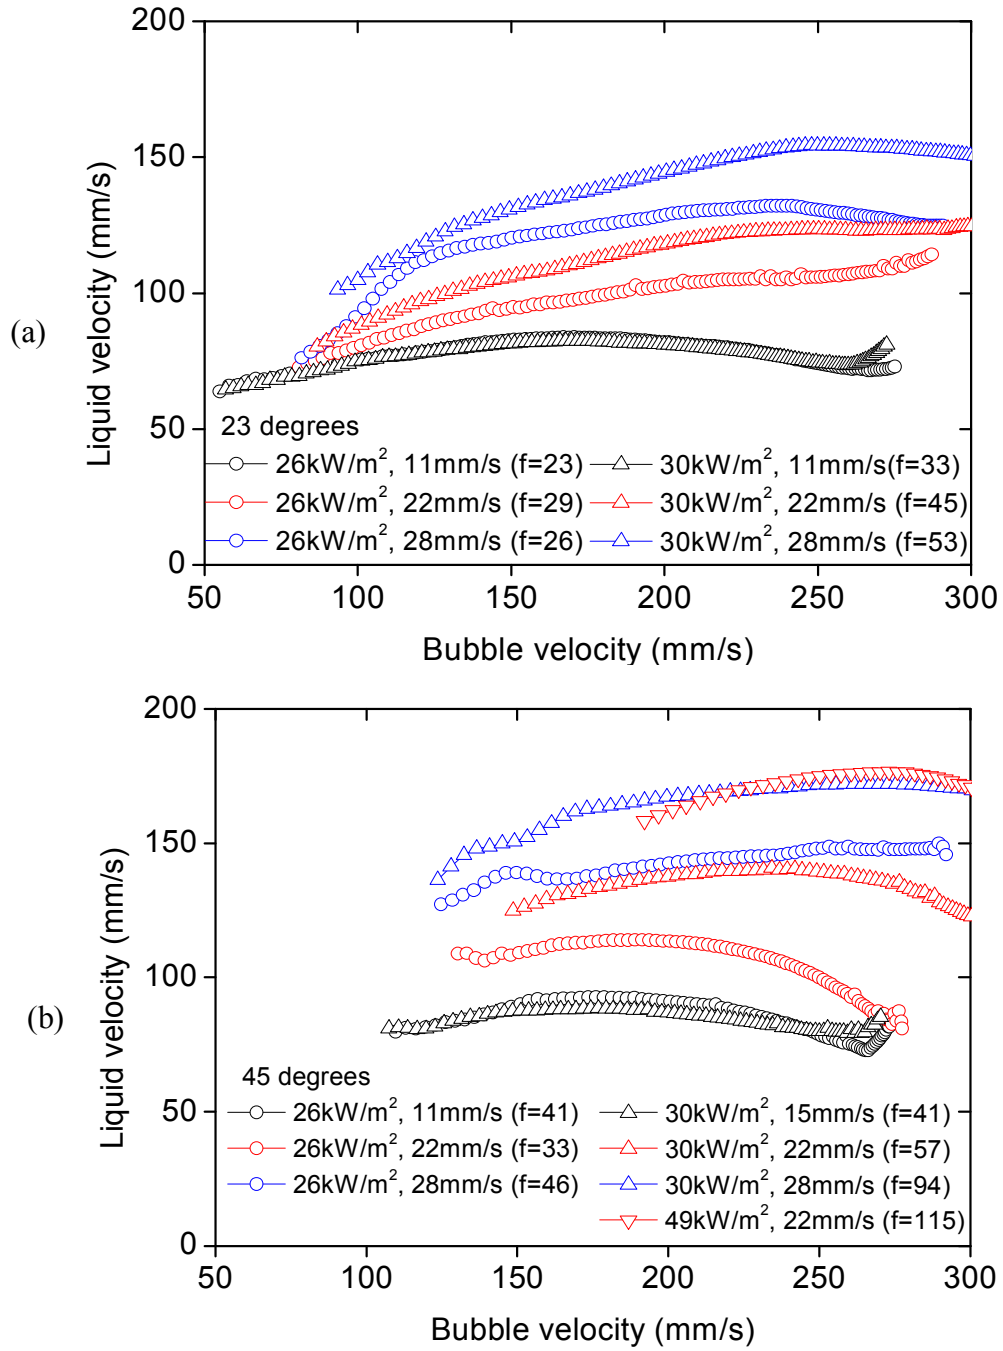 200
150
100
50
0
Liquid velocity (mm/s)
(a)
23 degrees
26kW/m², 11mm/s (f=23) 30kW/m², 11mm/s(f=33)
26kW/m², 22mm/s (f=29) 30kW/m², 22mm/s (f=45)
26kW/m², 28mm/s (f=26) 30kW/m², 28mm/s (f=53)
50 100 150 200 250 300
Bubble velocity (mm/s)
200
150
100
50
0
Liquid velocity (mm/s)
(b)
45 degrees
26kW/m², 11mm/s (f=41) 30kW/m², 15mm/s (f=41)
26kW/m², 22mm/s (f=33) 30kW/m², 22mm/s (f=57)
26kW/m², 28mm/s (f=46) 30kW/m², 28mm/s (f=94)
49kW/m², 22mm/s (f=115)
50 100 150 200 250 300
Bubble velocity (mm/s)